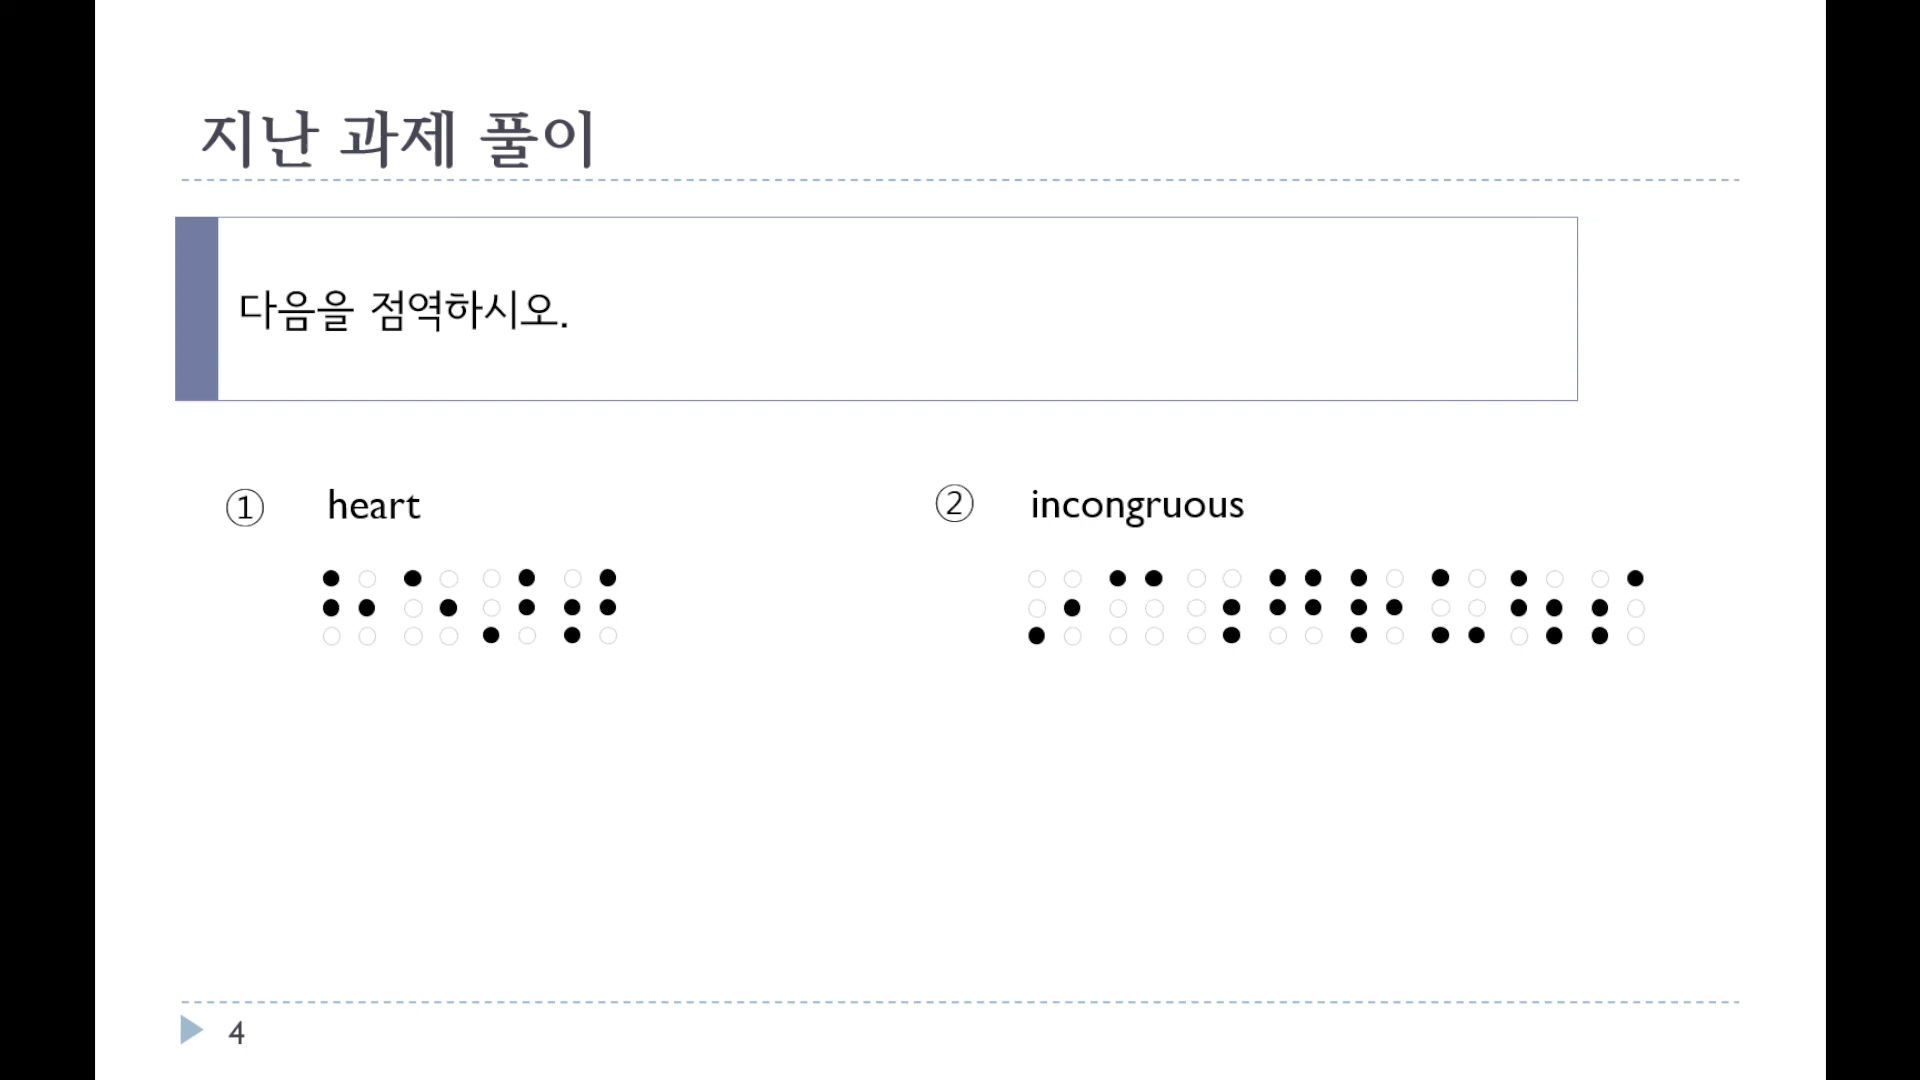 지난 과제 풀이
다음을 점역하시오.
① heart
⠓⠑⠜⠞
② incongruous
⠔⠉⠰⠛⠗⠥⠳⠎
4